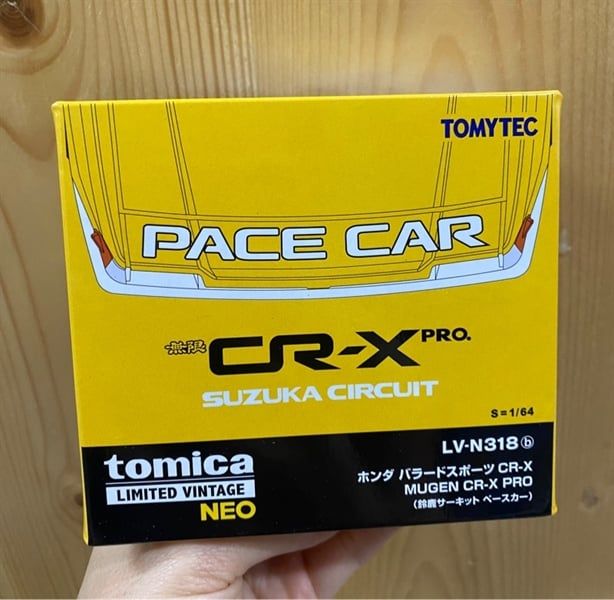 TOMYTEC
PACE CAR
無限 CR-X PRO.
SUZUKA CIRCUIT
S=1/64
tomica
LIMITED VINTAGE
NEO
LV-N318 ⓑ
ホンダ バラードスポーツ CR-X
MUGEN CR-X PRO
(鈴鹿サーキット ペースカー)